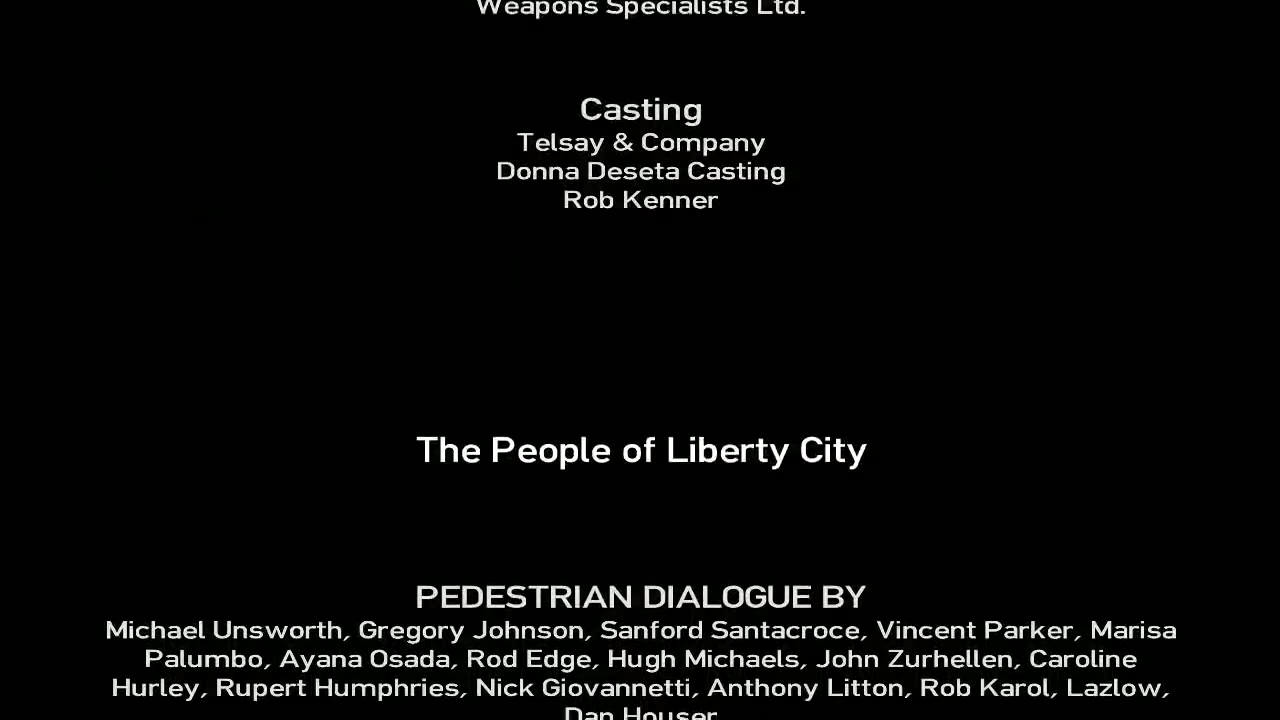 Weapons Specialists Ltd.
Casting
Telsay & Company
Donna Deseta Casting
Rob Kenner
The People of Liberty City
PEDESTRIAN DIALOGUE BY
Michael Unsworth, Gregory Johnson, Sanford Santacroce, Vincent Parker, Marisa
Palumbo, Ayana Osada, Rod Edge, Hugh Michaels, John Zurhellen, Caroline
Hurley, Rupert Humphries, Nick Giovannetti, Anthony Litton, Rob Karol, Lazlow,
Dan Houser